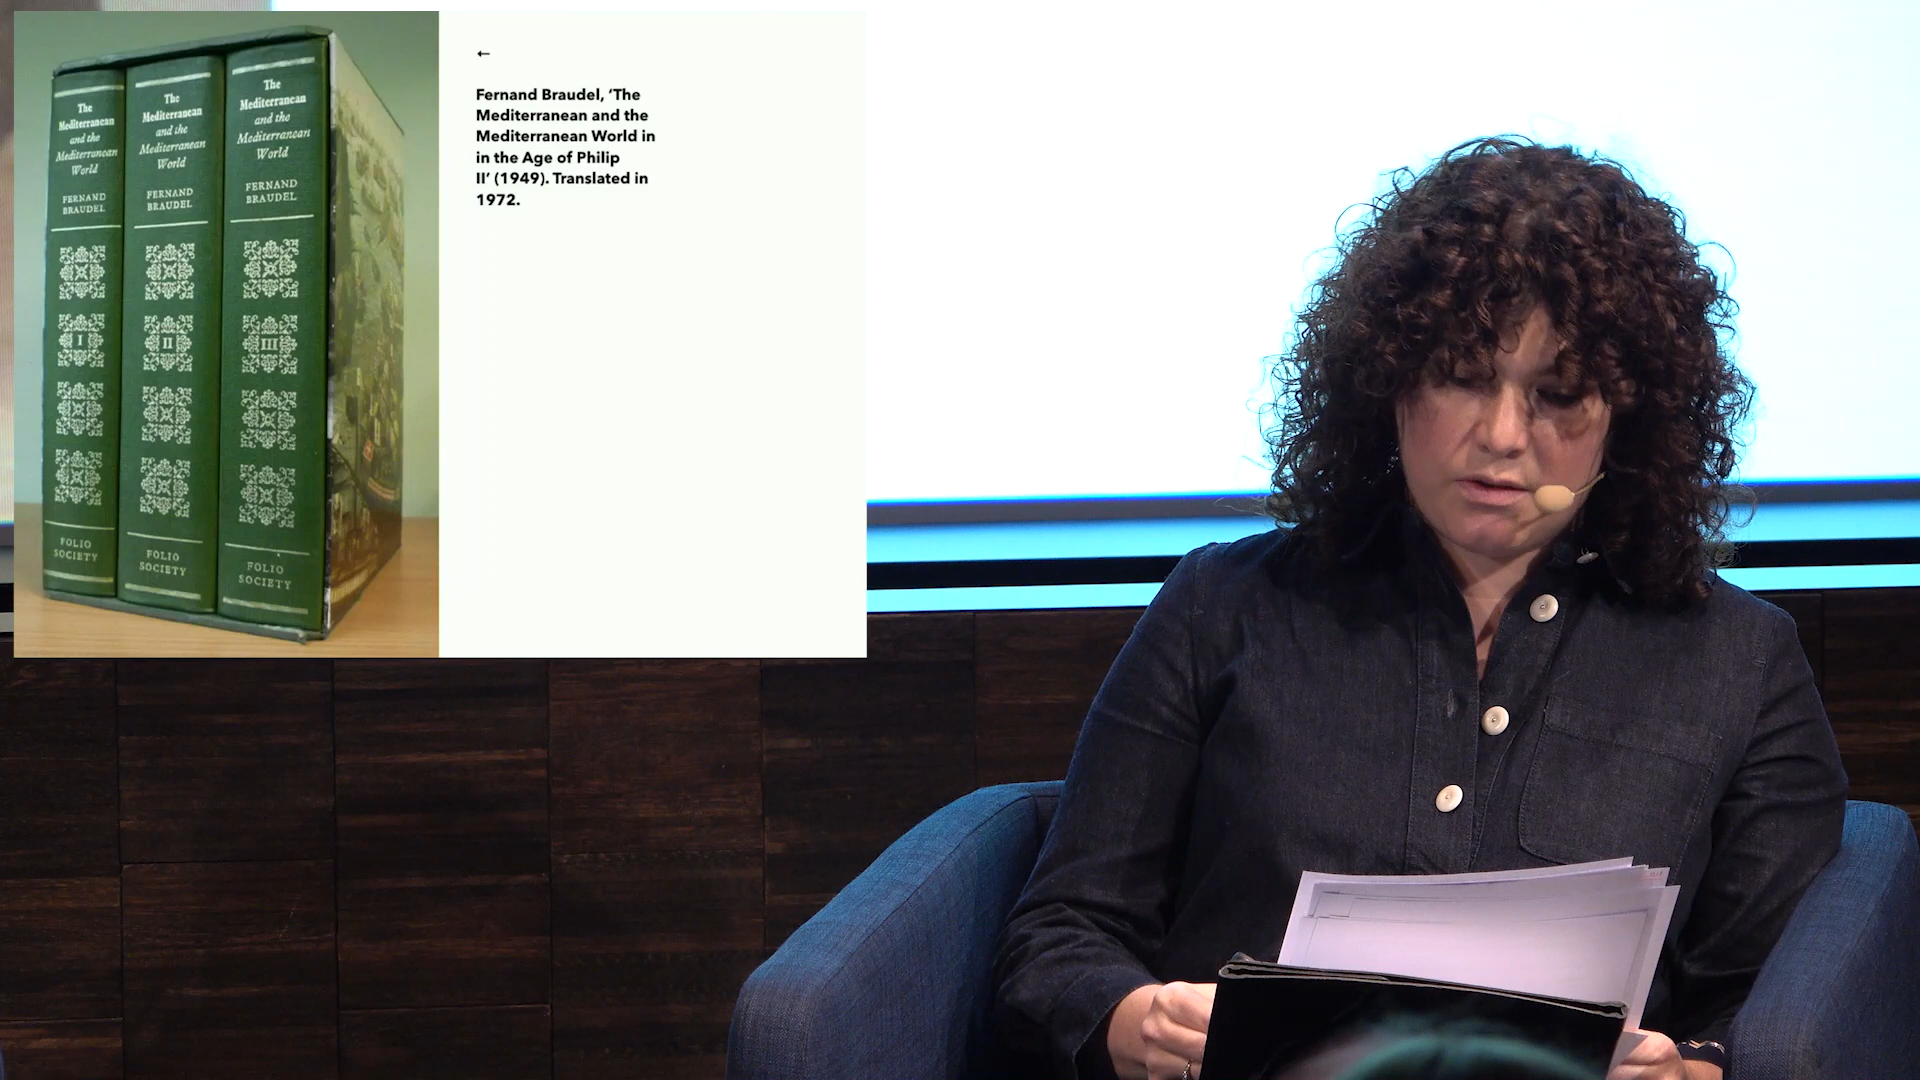 The
Mediterranean
and the
Mediterranean
World
FERNAND
BRAUDEL
I
FOLIO
SOCIETY
The
Mediterranean
and the
Mediterranean
World
FERNAND
BRAUDEL
II
FOLIO
SOCIETY
The
Mediterranean
and the
Mediterranean
World
FERNAND
BRAUDEL
III
FOLIO
SOCIETY
←
Fernand Braudel, ‘The
Mediterranean and the
Mediterranean World in
in the Age of Philip
II’ (1949). Translated in
1972.